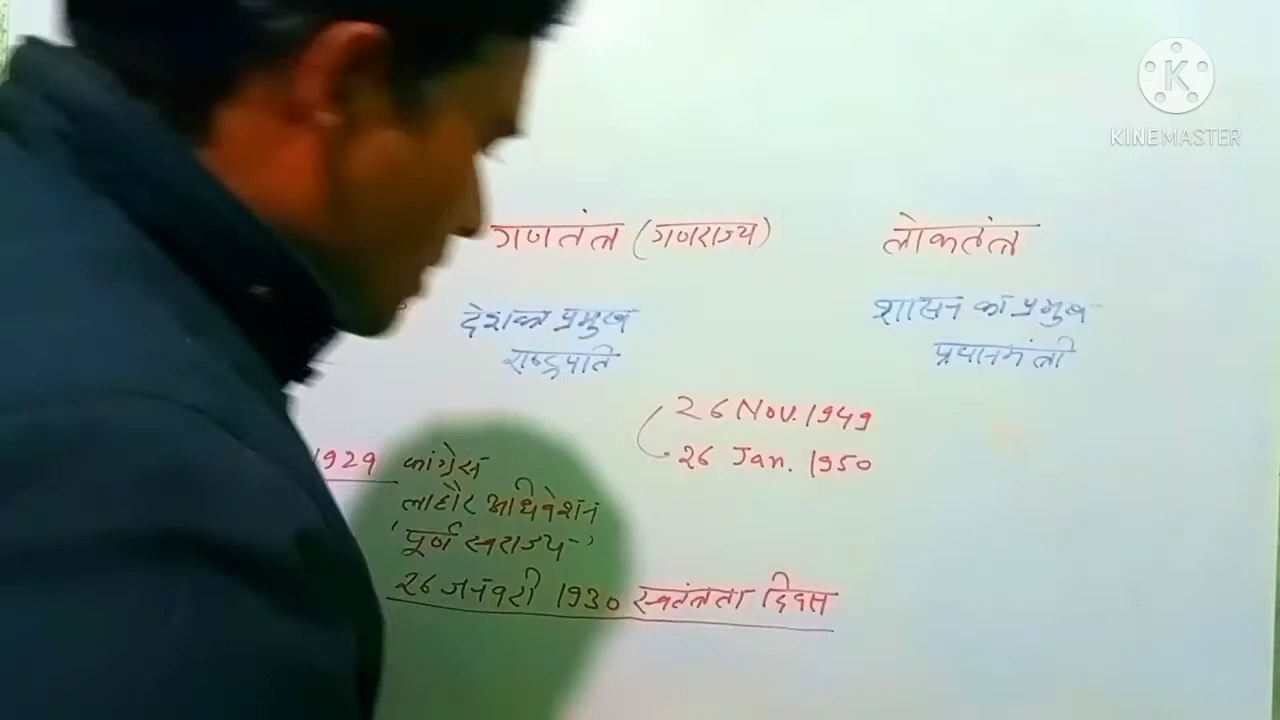 K
KINEMASTER
गणतंत्र (गणराज्य) लोकतंत्र
देशका प्रमुख शासन का प्रमुख
राष्ट्रपति प्रधानमंत्री
26 Nov. 1949
26 Jan. 1950
1929 कांग्रेस
लाहौर अधिवेशन
'पूर्ण स्वराज्य-'
26 जनवरी 1930 स्वतंत्रता दिवस